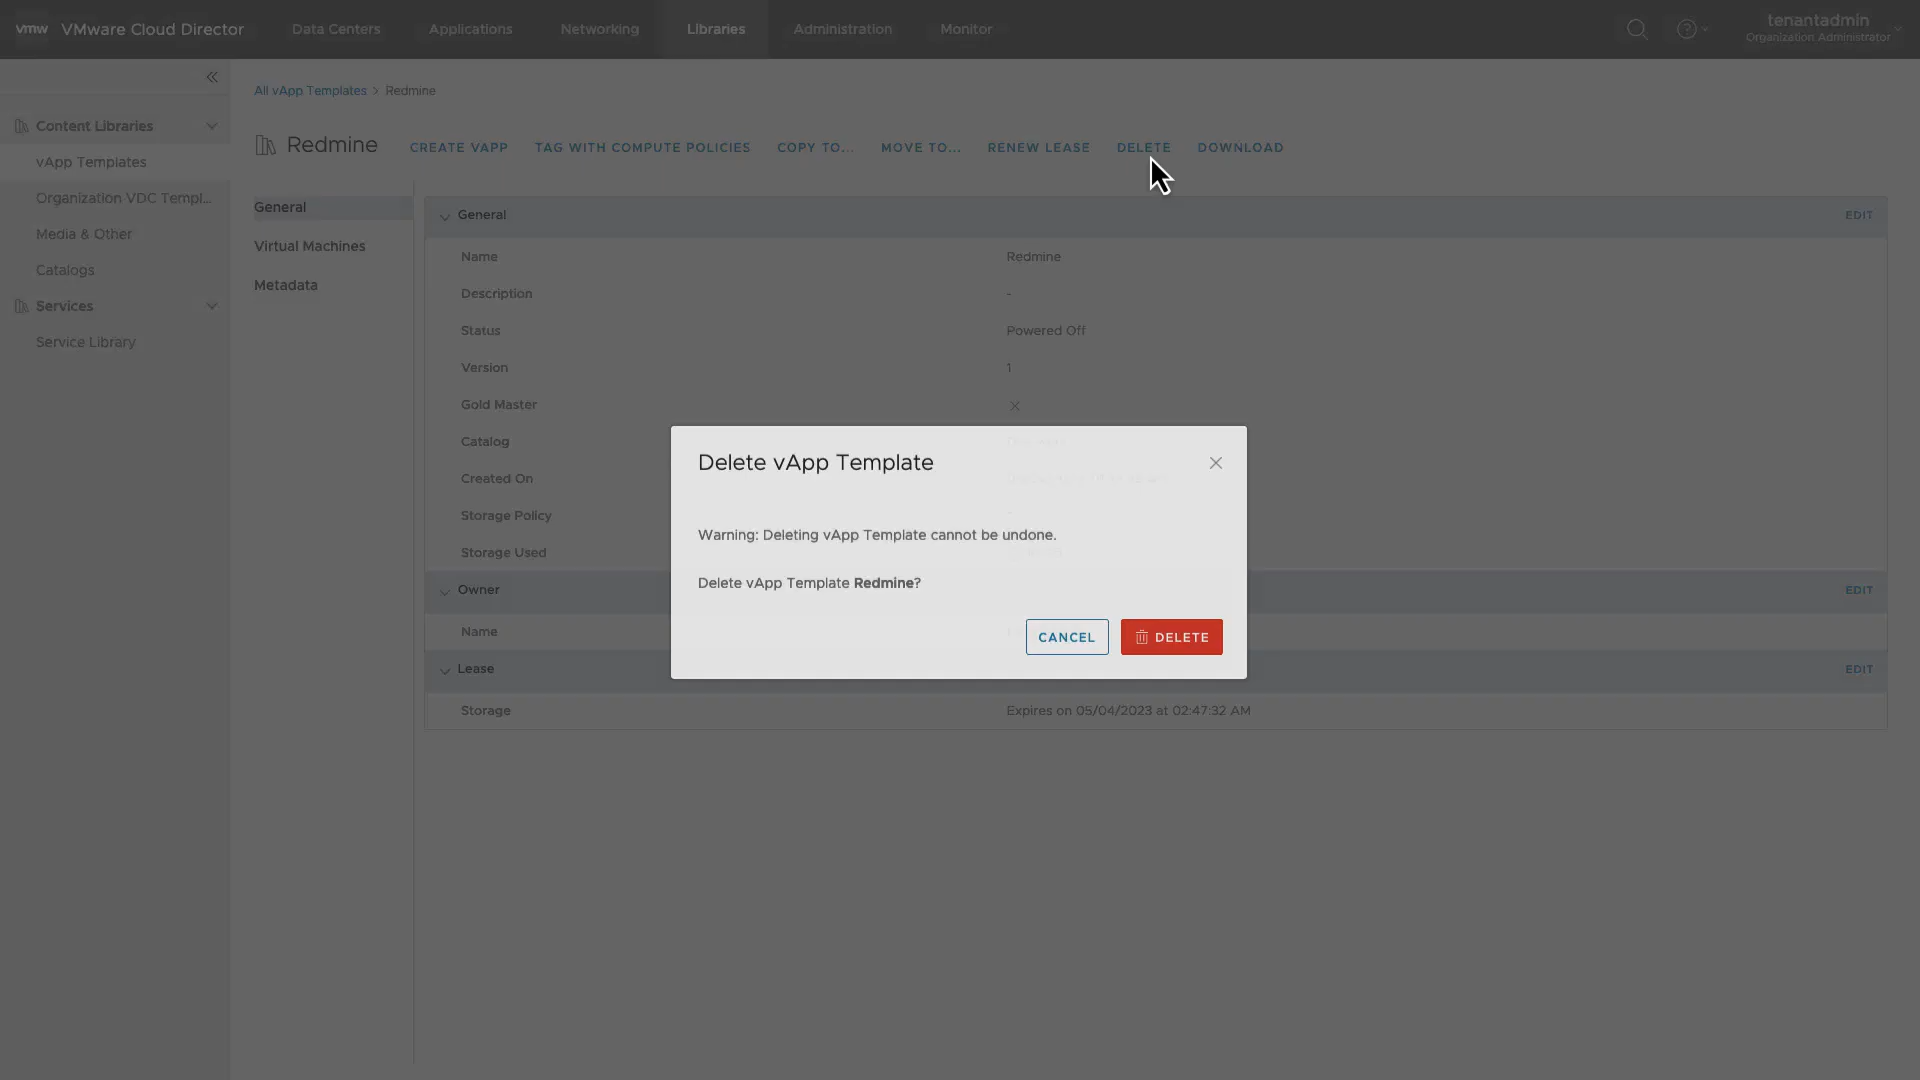 vmw VMware Cloud Director Data Centers Applications Networking Libraries Administration Monitor tenantadmin
Organization Administrator
All vApp Templates > Redmine
Content Libraries
vApp Templates
Organization VDC Templ...
Media & Other
Catalogs
Services
Service Library
Redmine CREATE VAPP TAG WITH COMPUTE POLICIES COPY TO... MOVE TO... RENEW LEASE DELETE DOWNLOAD
General
Virtual Machines
Metadata
General EDIT
Name Redmine
Description -
Status Powered Off
Version 1
Gold Master
Catalog
Created On
Storage Policy -
Storage Used
Owner EDIT
Name
Lease EDIT
Storage Expires on 05/04/2023 at 02:47:32 AM
Delete vApp Template
Warning: Deleting vApp Template cannot be undone.
Delete vApp Template Redmine?
CANCEL DELETE